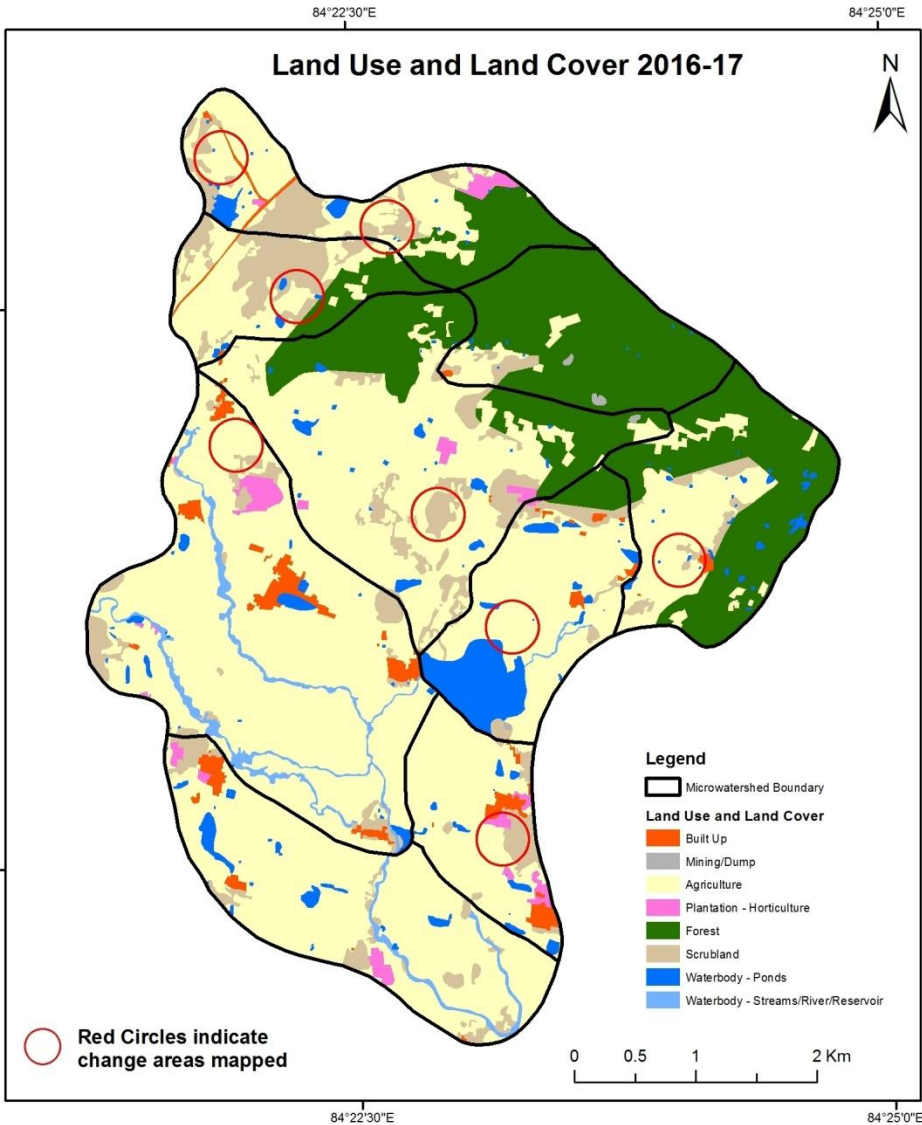 84°22'30"E
84°25'0"E
Land Use and Land Cover 2016-17
N
Legend
Microwatershed Boundary
Land Use and Land Cover
Built Up
Mining/Dump
Agriculture
Plantation - Horticulture
Forest
Scrubland
Waterbody - Ponds
Waterbody - Streams/River/Reservoir
Red Circles indicate
change areas mapped
0 0.5 1 2 Km
84°22'30"E
84°25'0"E